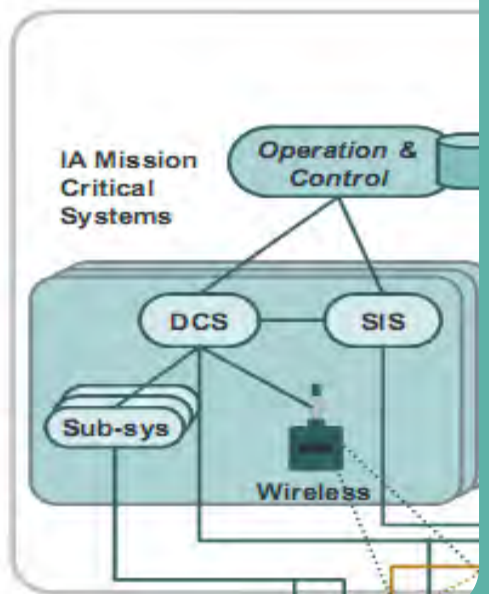 Operation &
Control
IA Mission
Critical
Systems
DCS
SIS
Sub-sys
Wireless